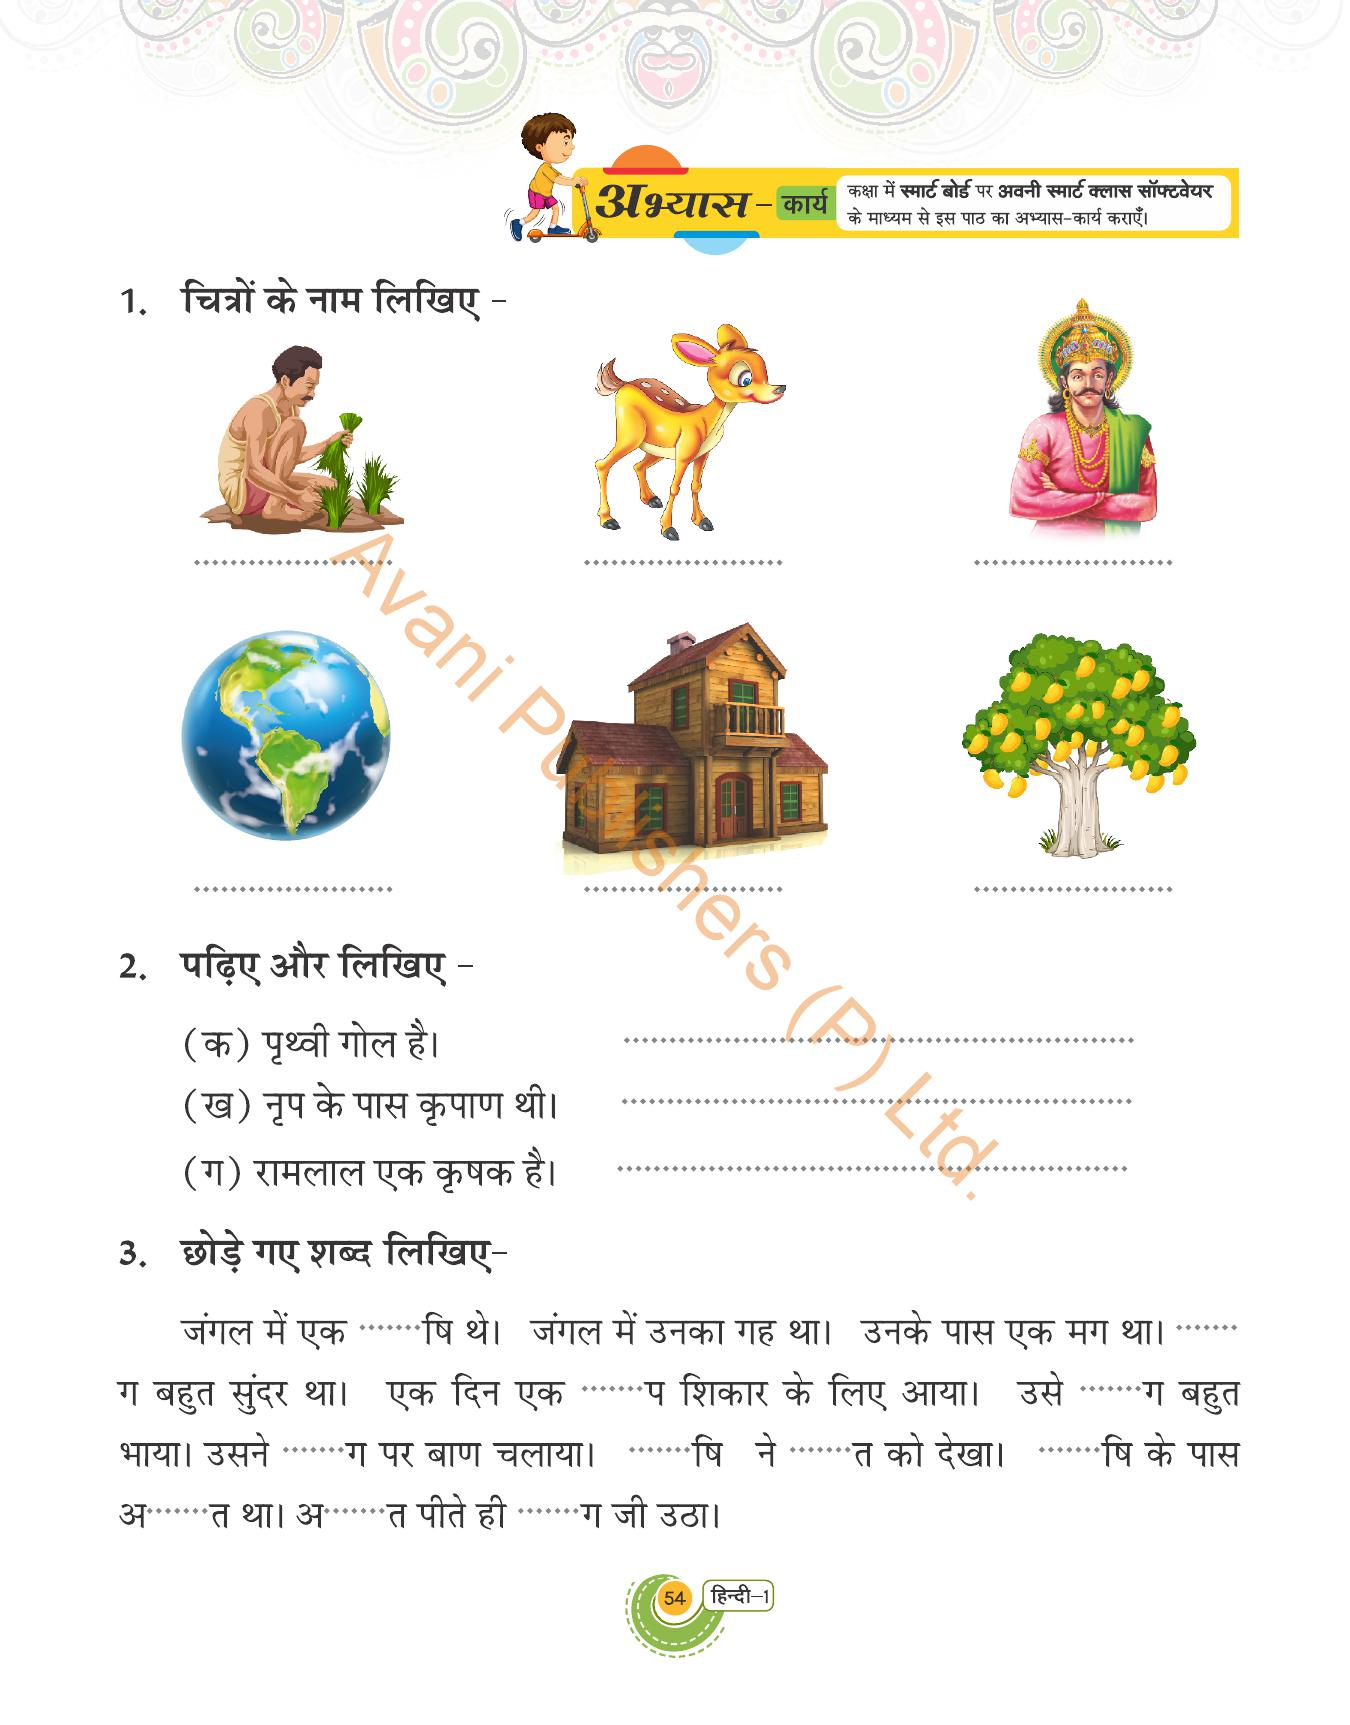 अभ्यास - कार्य
कक्षा में स्मार्ट बोर्ड पर अवनी स्मार्ट क्लास सॉफ्टवेयर
के माध्यम से इस पाठ का अभ्यास-कार्य कराएँ।
1. चित्रों के नाम लिखिए -
.....................
.....................
.....................
.....................
.....................
.....................
2. पढ़िए और लिखिए -
(क) पृथ्वी गोल है। .....................
(ख) नृप के पास कृपाण थी। .....................
(ग) रामलाल एक कृषक है। .....................
3. छोड़े गए शब्द लिखिए-
जंगल में एक .......षि थे। जंगल में उनका गह था। उनके पास एक मग था। .......
ग बहुत सुंदर था। एक दिन एक .......प शिकार के लिए आया। उसे .......ग बहुत
भाया। उसने .......ग पर बाण चलाया। .......षि ने .......त को देखा। .......षि के पास
अ.......त था। अ.......त पीते ही .......ग जी उठा।
54 हिन्दी-1
Avani Publishers (P) Ltd.